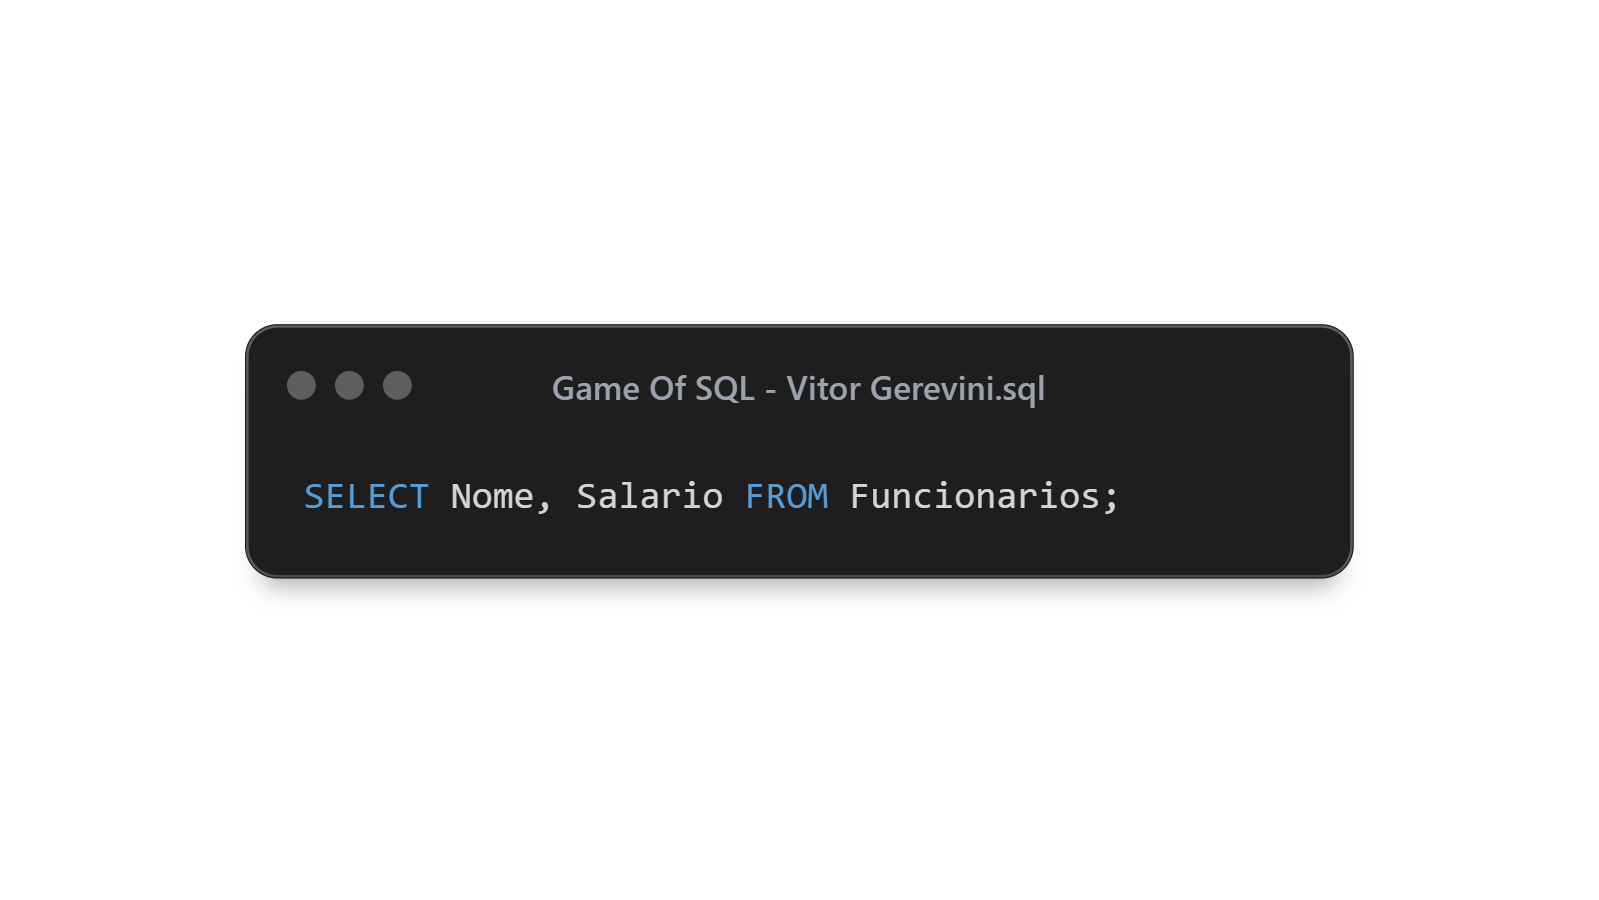 Game Of SQL - Vitor Gerevini.sql
SELECT Nome, Salario FROM Funcionarios;